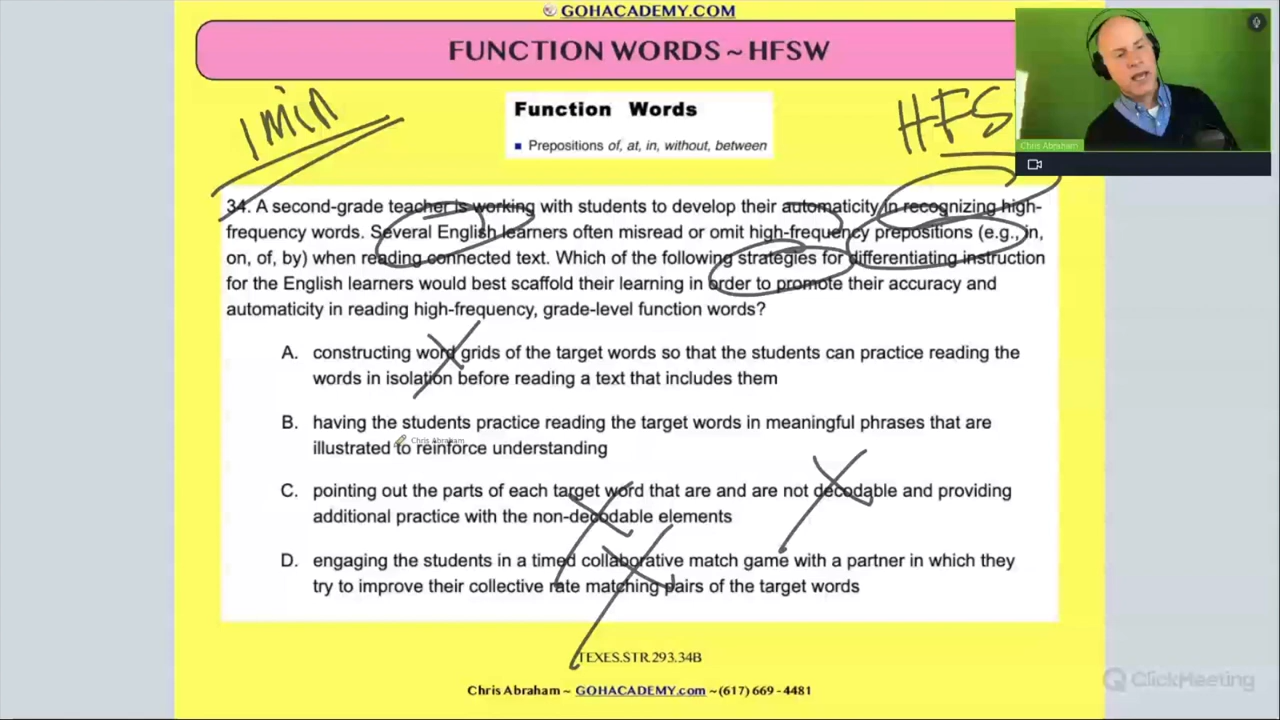 GOHACADEMY.COM
FUNCTION WORDS ~ HFSW
Function Words
Prepositions of, at, in, without, between
1 min
HFS
Chris Abraham
34. A second-grade teacher is working with students to develop their automaticity in recognizing high-
frequency words. Several English learners often misread or omit high-frequency prepositions (e.g., in,
on, of, by) when reading connected text. Which of the following strategies for differentiating instruction
for the English learners would best scaffold their learning in order to promote their accuracy and
automaticity in reading high-frequency, grade-level function words?
A. constructing word grids of the target words so that the students can practice reading the
words in isolation before reading a text that includes them
B. having the students practice reading the target words in meaningful phrases that are
illustrated to reinforce understanding
Chris Abraham
C. pointing out the parts of each target word that are and are not decodable and providing
additional practice with the non-decodable elements
D. engaging the students in a timed collaborative match game with a partner in which they
try to improve their collective rate matching pairs of the target words
TEXES.STR.293.34B
Chris Abraham ~ GOHACADEMY.com ~(617) 669 - 4481
ClickMeeting